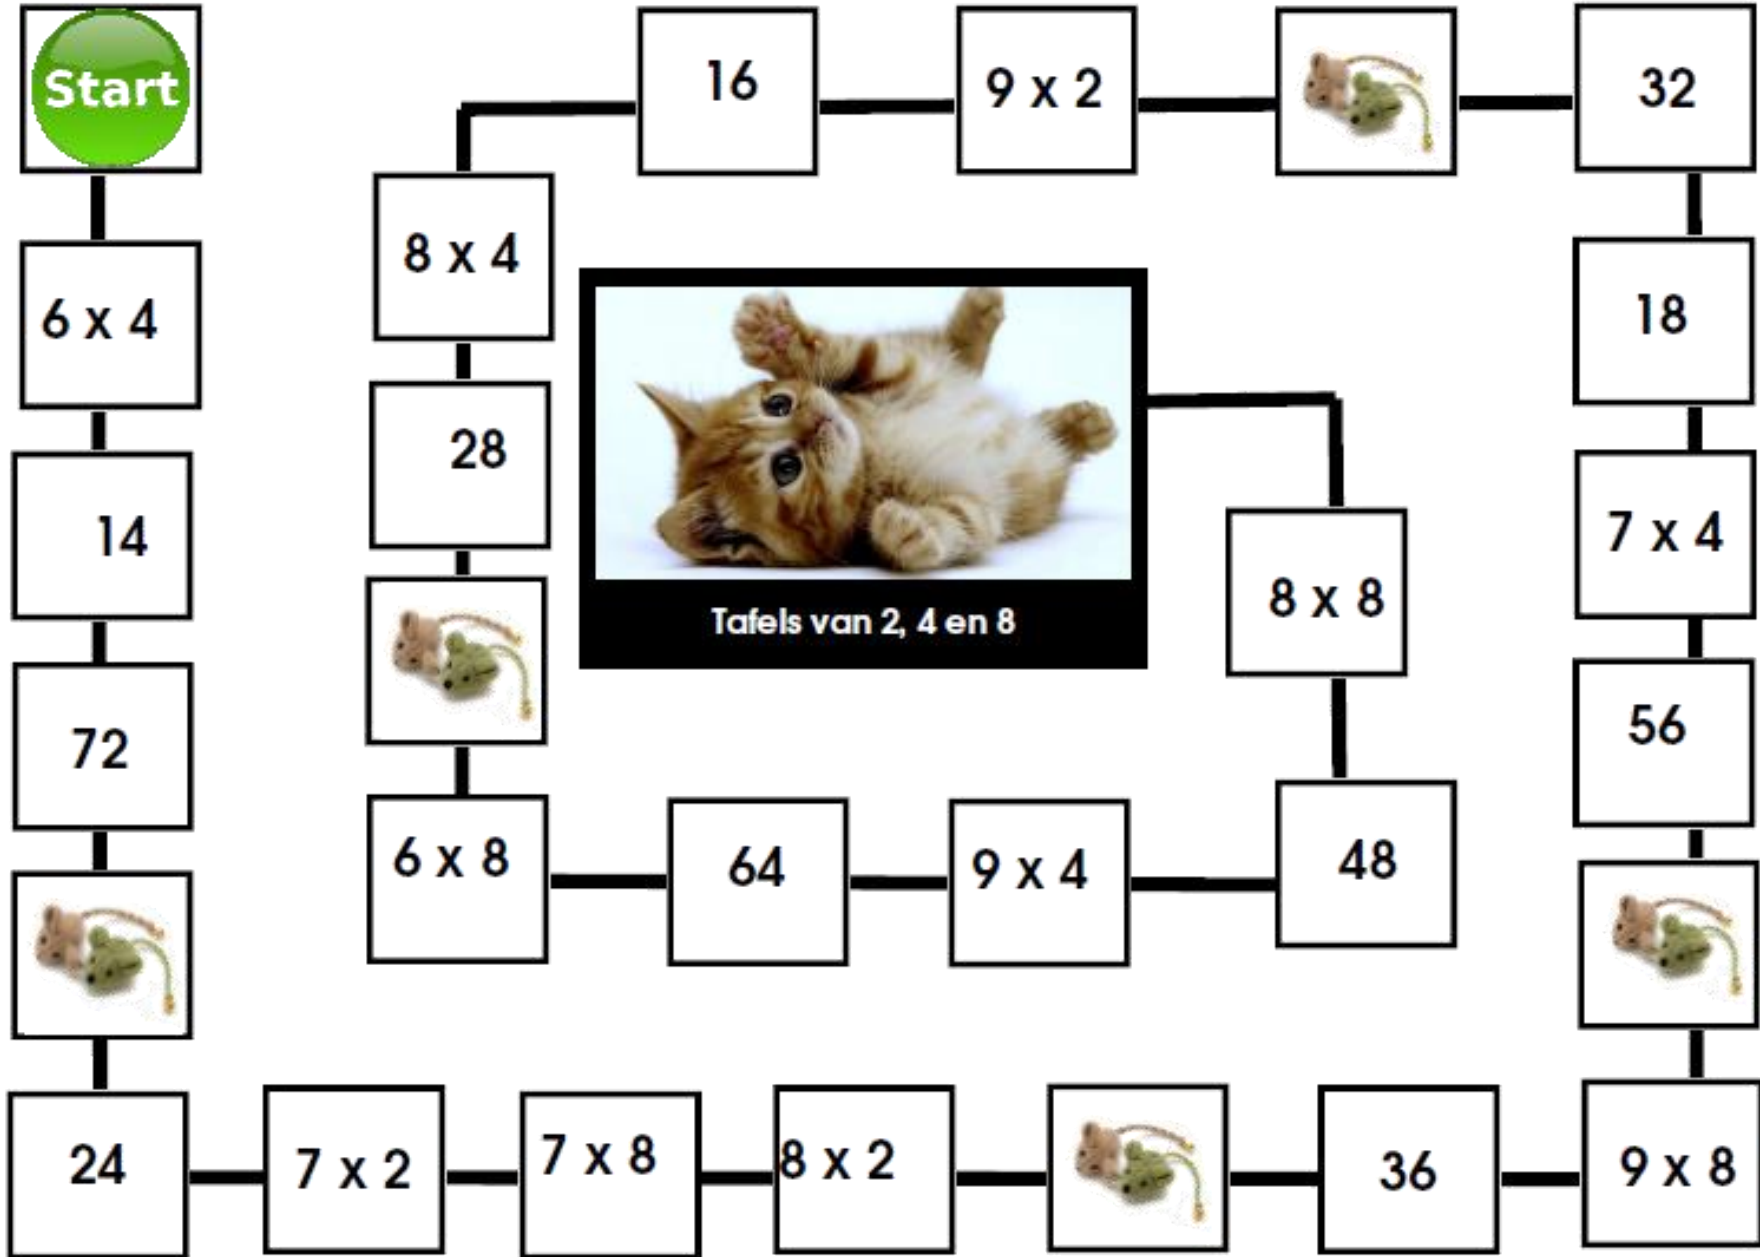 Start
6 x 4
14
72
24
7 x 2
7 x 8
8 x 2
36
9 x 8
56
7 x 4
18
32
9 x 2
16
8 x 4
28
6 x 8
64
9 x 4
48
8 x 8
Tafels van 2, 4 en 8